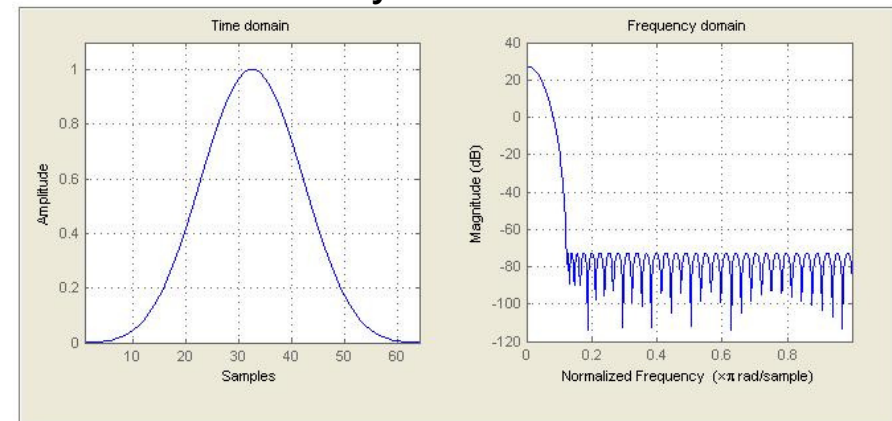 Time domain
Amplitude
1
0.8
0.6
0.4
0.2
0
10 20 30 40 50 60
Samples
Frequency domain
Magnitude (dB)
40
20
0
-20
-40
-60
-80
-100
-120
0 0.2 0.4 0.6 0.8
Normalized Frequency (×π rad/sample)